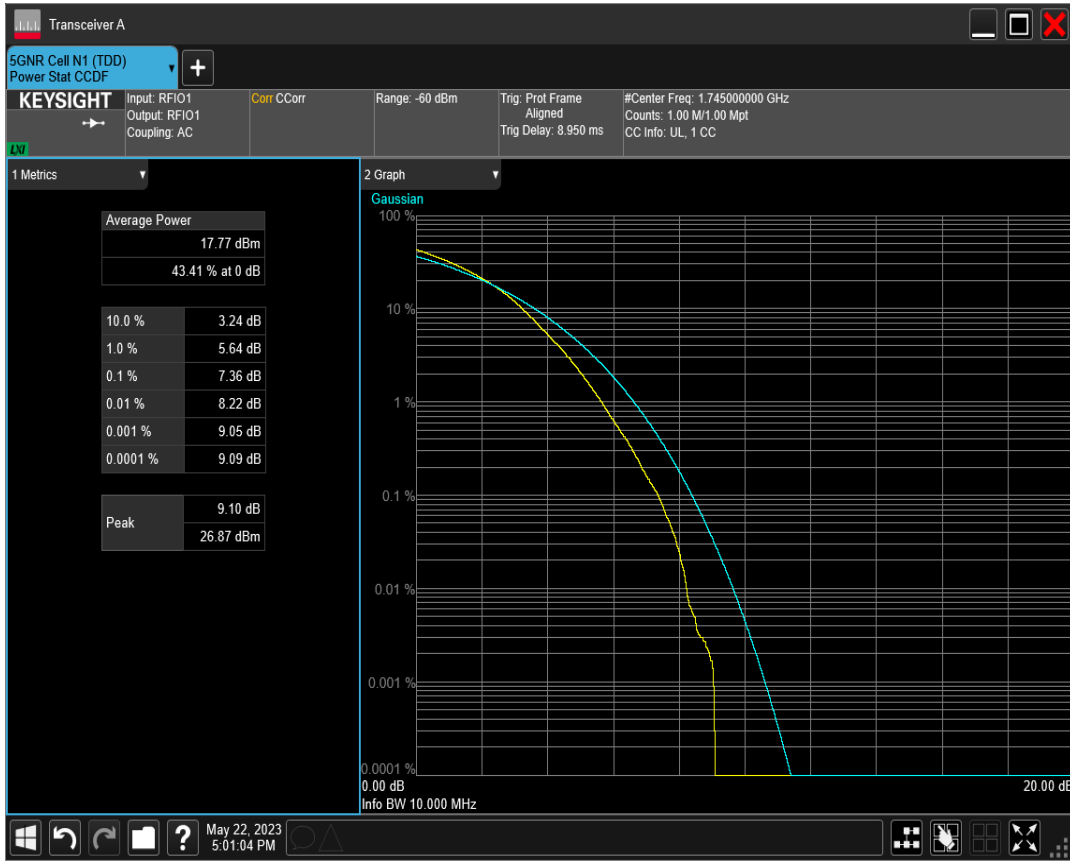 Transceiver A
5GNR Cell N1 (TDD)
Power Stat CCDF
+
KEYSIGHT
LXI
Input: RFIO1
Output: RFIO1
Coupling: AC
Corr CCorr
Range: -60 dBm
Trig: Prot Frame
Aligned
Trig Delay: 8.950 ms
#Center Freq: 1.745000000 GHz
Counts: 1.00 M/1.00 Mpt
CC Info: UL, 1 CC
1 Metrics
Average Power
17.77 dBm
43.41 % at 0 dB
10.0 % 3.24 dB
1.0 % 5.64 dB
0.1 % 7.36 dB
0.01 % 8.22 dB
0.001 % 9.05 dB
0.0001 % 9.09 dB
Peak 9.10 dB
26.87 dBm
2 Graph
Gaussian
100 %
10 %
1 %
0.1 %
0.01 %
0.001 %
0.0001 %
0.00 dB 20.00 dB
Info BW 10.000 MHz
?
May 22, 2023
5:01:04 PM